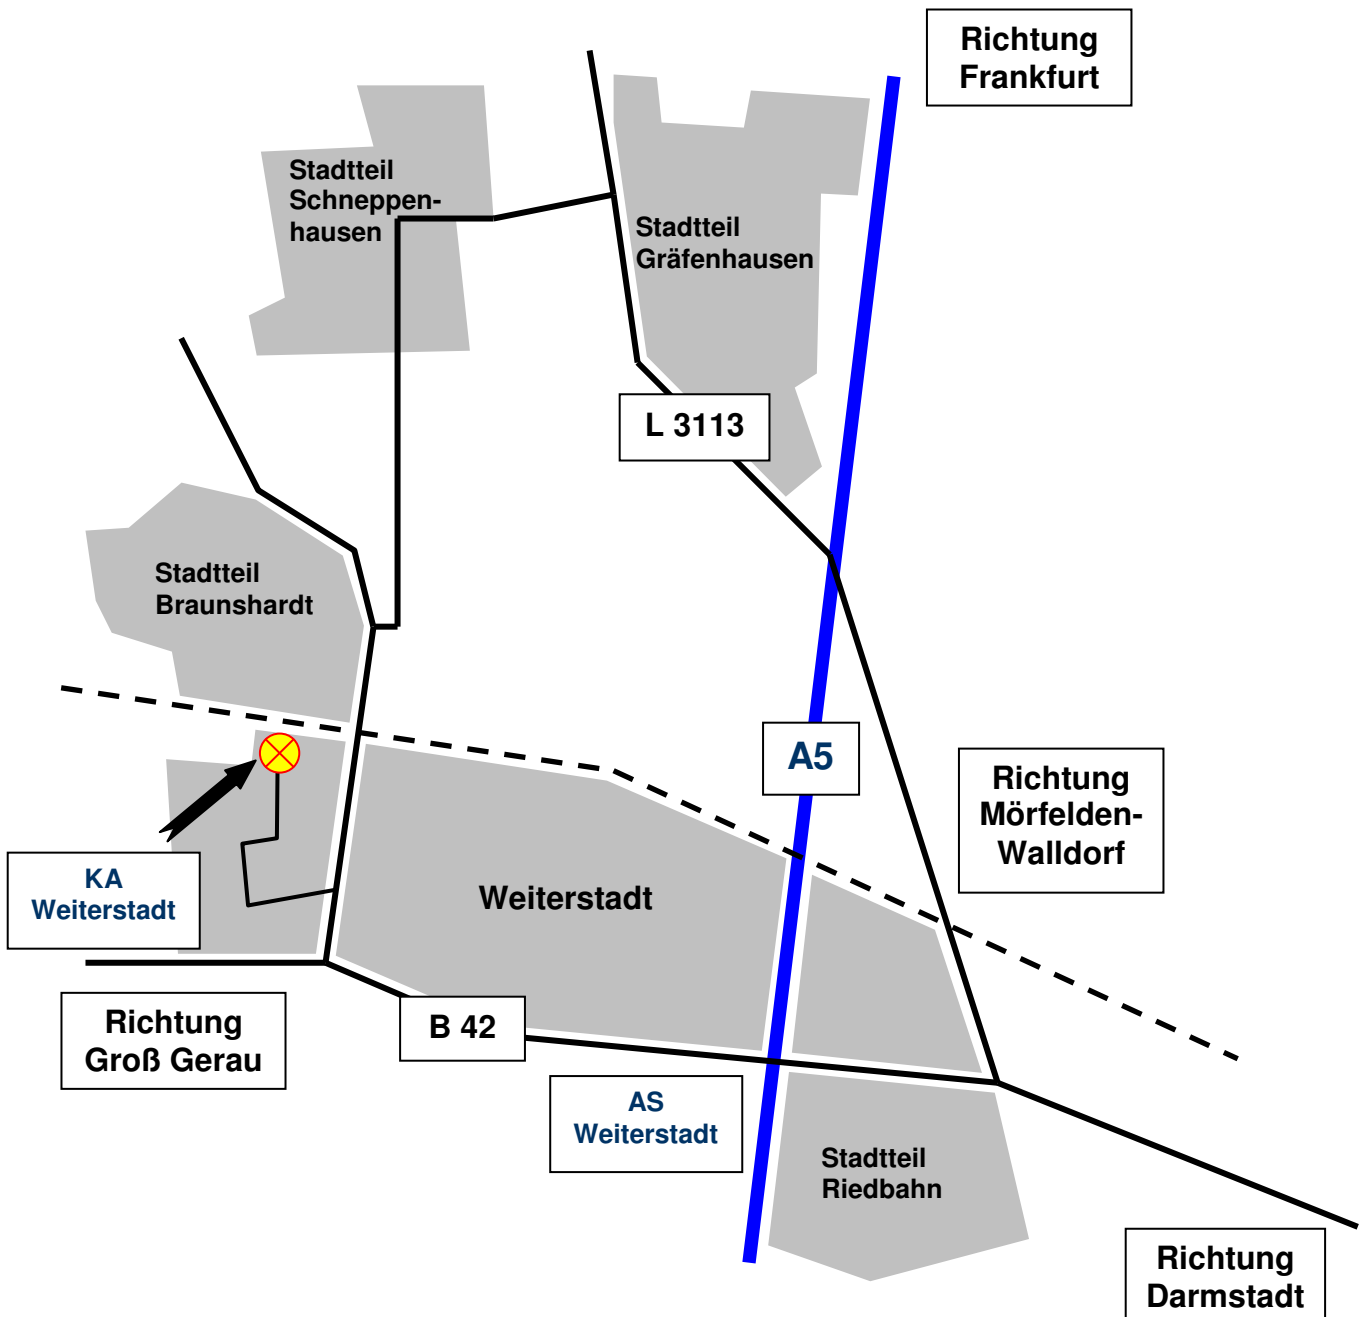 Richtung
Frankfurt
Stadtteil
Schneppen-
hausen
Stadtteil
Gräfenhausen
L 3113
Stadtteil
Braunshardt
A5
Richtung
Mörfelden-
Walldorf
KA
Weiterstadt
Weiterstadt
Richtung
Groß Gerau
B 42
AS
Weiterstadt
Stadtteil
Riedbahn
Richtung
Darmstadt